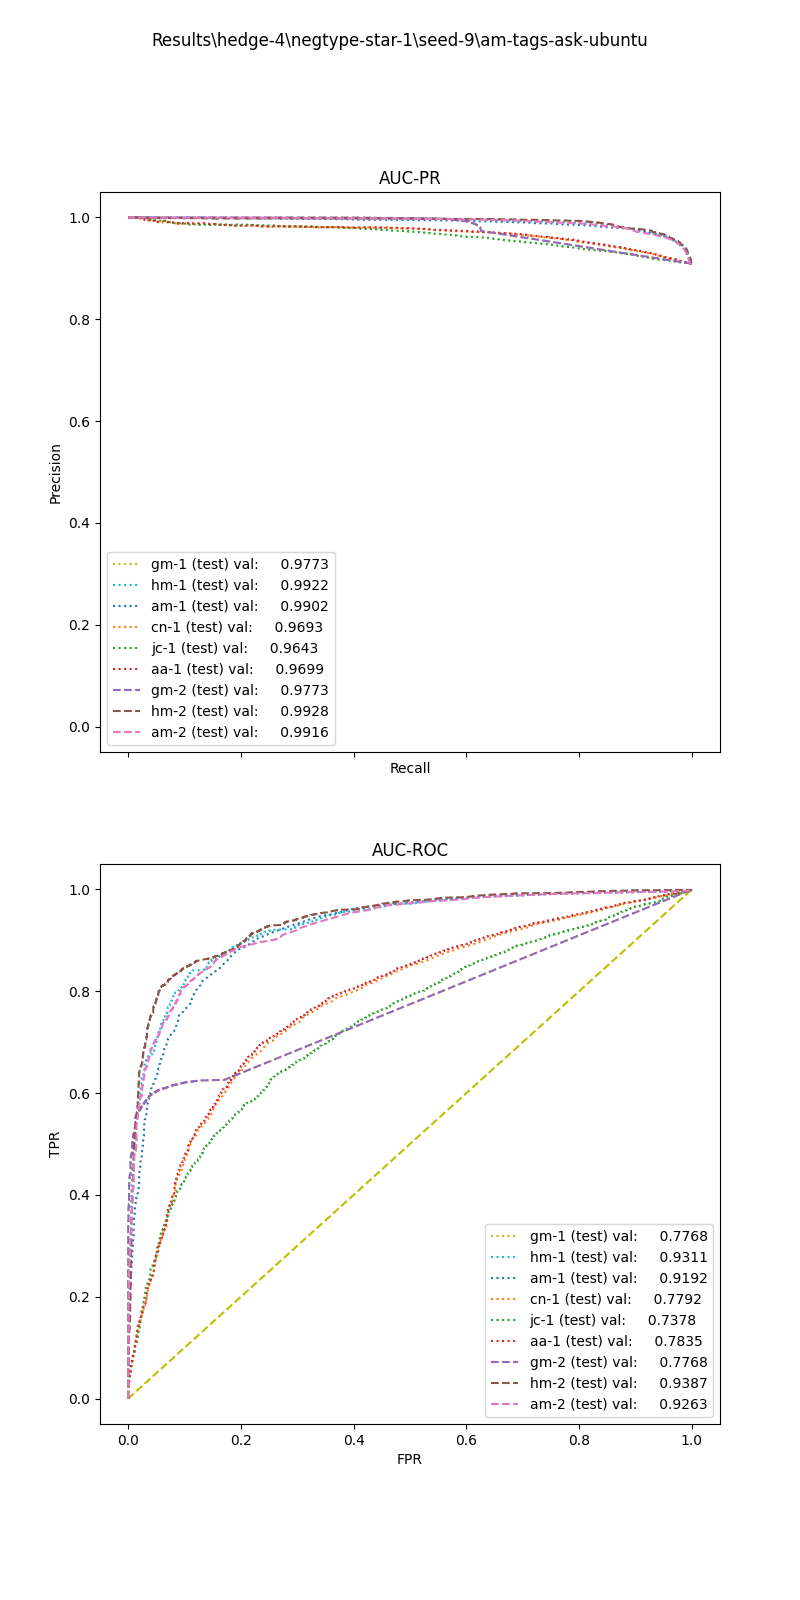 Results\hedge-4\negtype-star-1\seed-9\am-tags-ask-ubuntu
AUC-PR
1.0
0.8
0.6
0.4
0.2
0.0
Precision
gm-1 (test) val: 0.9773
hm-1 (test) val: 0.9922
am-1 (test) val: 0.9902
cn-1 (test) val: 0.9693
jc-1 (test) val: 0.9643
aa-1 (test) val: 0.9699
gm-2 (test) val: 0.9773
hm-2 (test) val: 0.9928
am-2 (test) val: 0.9916
Recall
AUC-ROC
1.0
0.8
0.6
0.4
0.2
0.0
TPR
gm-1 (test) val: 0.7768
hm-1 (test) val: 0.9311
am-1 (test) val: 0.9192
cn-1 (test) val: 0.7792
jc-1 (test) val: 0.7378
aa-1 (test) val: 0.7835
gm-2 (test) val: 0.7768
hm-2 (test) val: 0.9387
am-2 (test) val: 0.9263
0.0 0.2 0.4 0.6 0.8 1.0
FPR